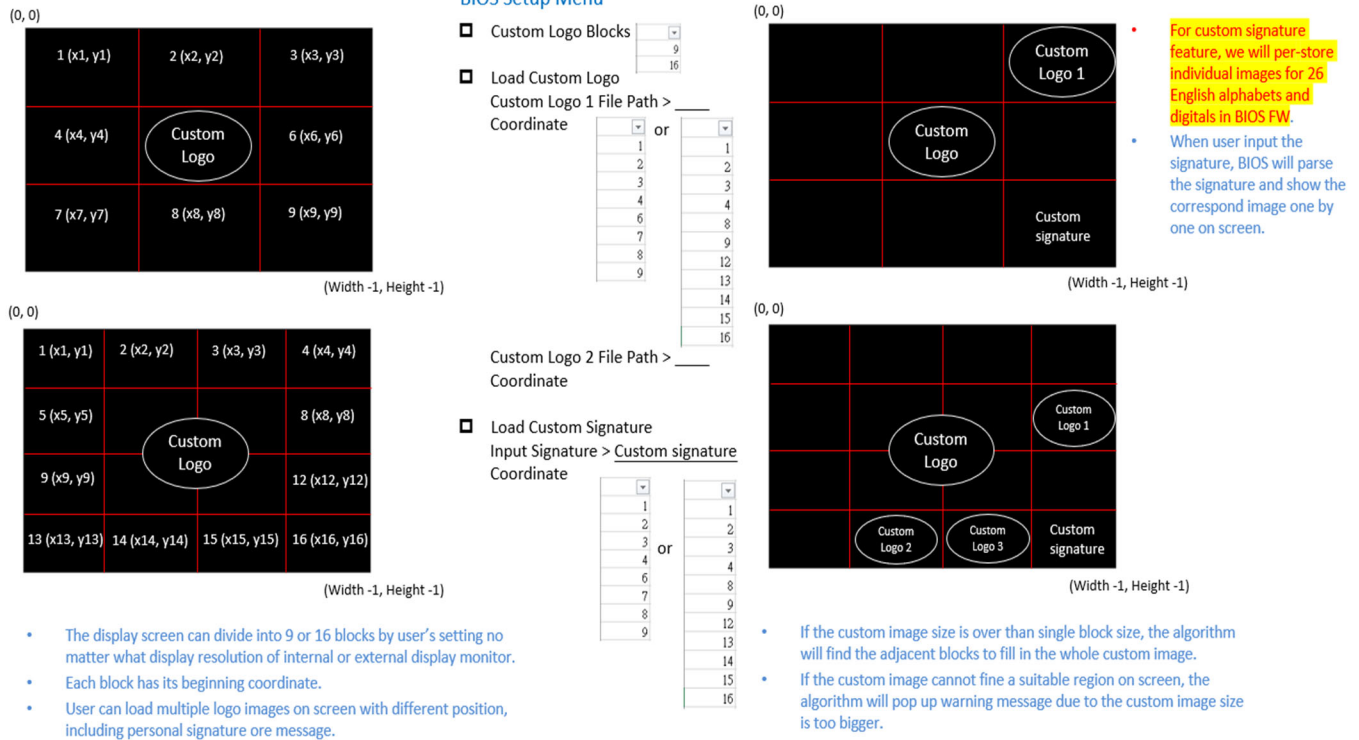 (0, 0)
1 (x1, y1)
2 (x2, y2)
3 (x3, y3)
4 (x4, y4)
Custom
Logo
6 (x6, y6)
7 (x7, y7)
8 (x8, y8)
9 (x9, y9)
(Width -1, Height -1)
(0, 0)
1 (x1, y1)
2 (x2, y2)
3 (x3, y3)
4 (x4, y4)
5 (x5, y5)
8 (x8, y8)
Custom
Logo
9 (x9, y9)
12 (x12, y12)
13 (x13, y13)
14 (x14, y14)
15 (x15, y15)
16 (x16, y16)
(Width -1, Height -1)
• The display screen can divide into 9 or 16 blocks by user's setting no
matter what display resolution of internal or external display monitor.
• Each block has its beginning coordinate.
• User can load multiple logo images on screen with different position,
including personal signature ore message.
BIOS Setup Menu
Custom Logo Blocks
9
16
Load Custom Logo
Custom Logo 1 File Path > ____
Coordinate
1
2
3
4
6
7
8
9
or
1
2
3
4
8
9
12
13
14
15
16
Custom Logo 2 File Path > ____
Coordinate
Load Custom Signature
Input Signature > Custom signature
Coordinate
1
2
3
4
6
7
8
9
or
1
2
3
4
8
9
12
13
14
15
16
(0, 0)
Custom
Logo 1
Custom
Logo
Custom
signature
(Width -1, Height -1)
• For custom signature
feature, we will per-store
individual images for 26
English alphabets and
digitals in BIOS FW.
• When user input the
signature, BIOS will parse
the signature and show the
correspond image one by
one on screen.
(0, 0)
Custom
Logo 1
Custom
Logo
Custom
Logo 2
Custom
Logo 3
Custom
signature
(Width -1, Height -1)
• If the custom image size is over than single block size, the algorithm
will find the adjacent blocks to fill in the whole custom image.
• If the custom image cannot fine a suitable region on screen, the
algorithm will pop up warning message due to the custom image size
is too bigger.